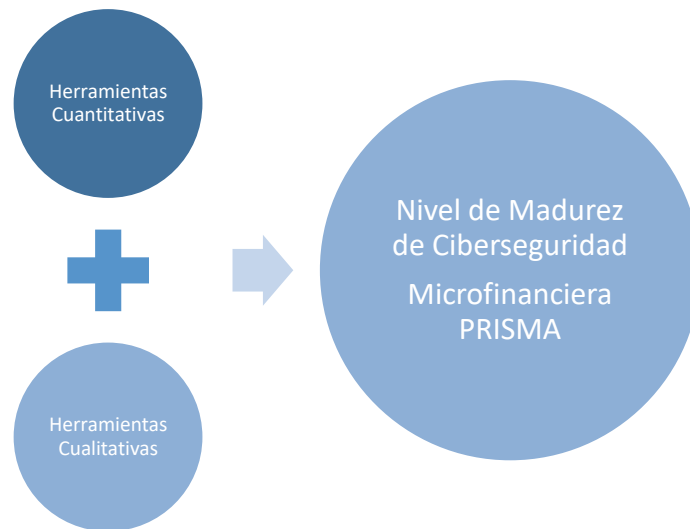 Herramientas
Cuantitativas
Herramientas
Cualitativas
Nivel de Madurez
de Ciberseguridad
Microfinanciera
PRISMA